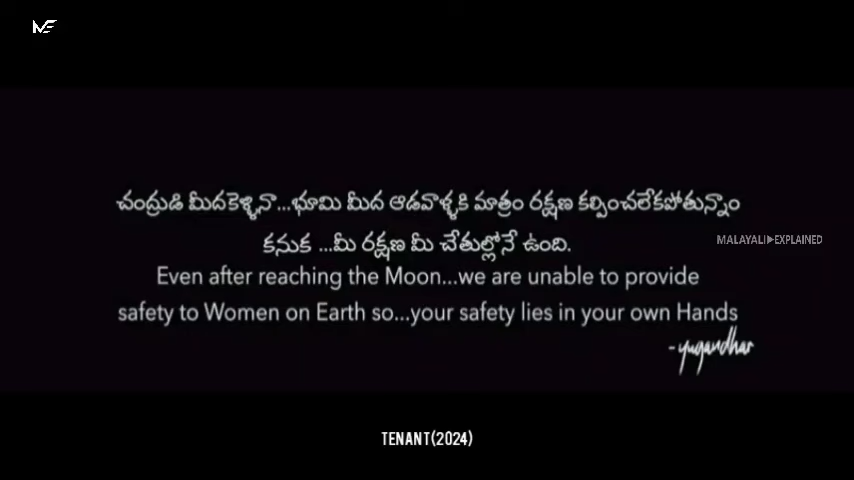 MF
చంద్రుడి మీదకెళ్ళినా...భూమి మీద ఆడవాళ్ళకి మాత్రం రక్షణ కల్పించలేకపోతున్నాం
కనుక ...మీ రక్షణ మీ చేతుల్లోనే ఉంది.
MALAYALI EXPLAINED
Even after reaching the Moon...we are unable to provide
safety to Women on Earth so...your safety lies in your own Hands
-yugandhar
TENANT(2024)